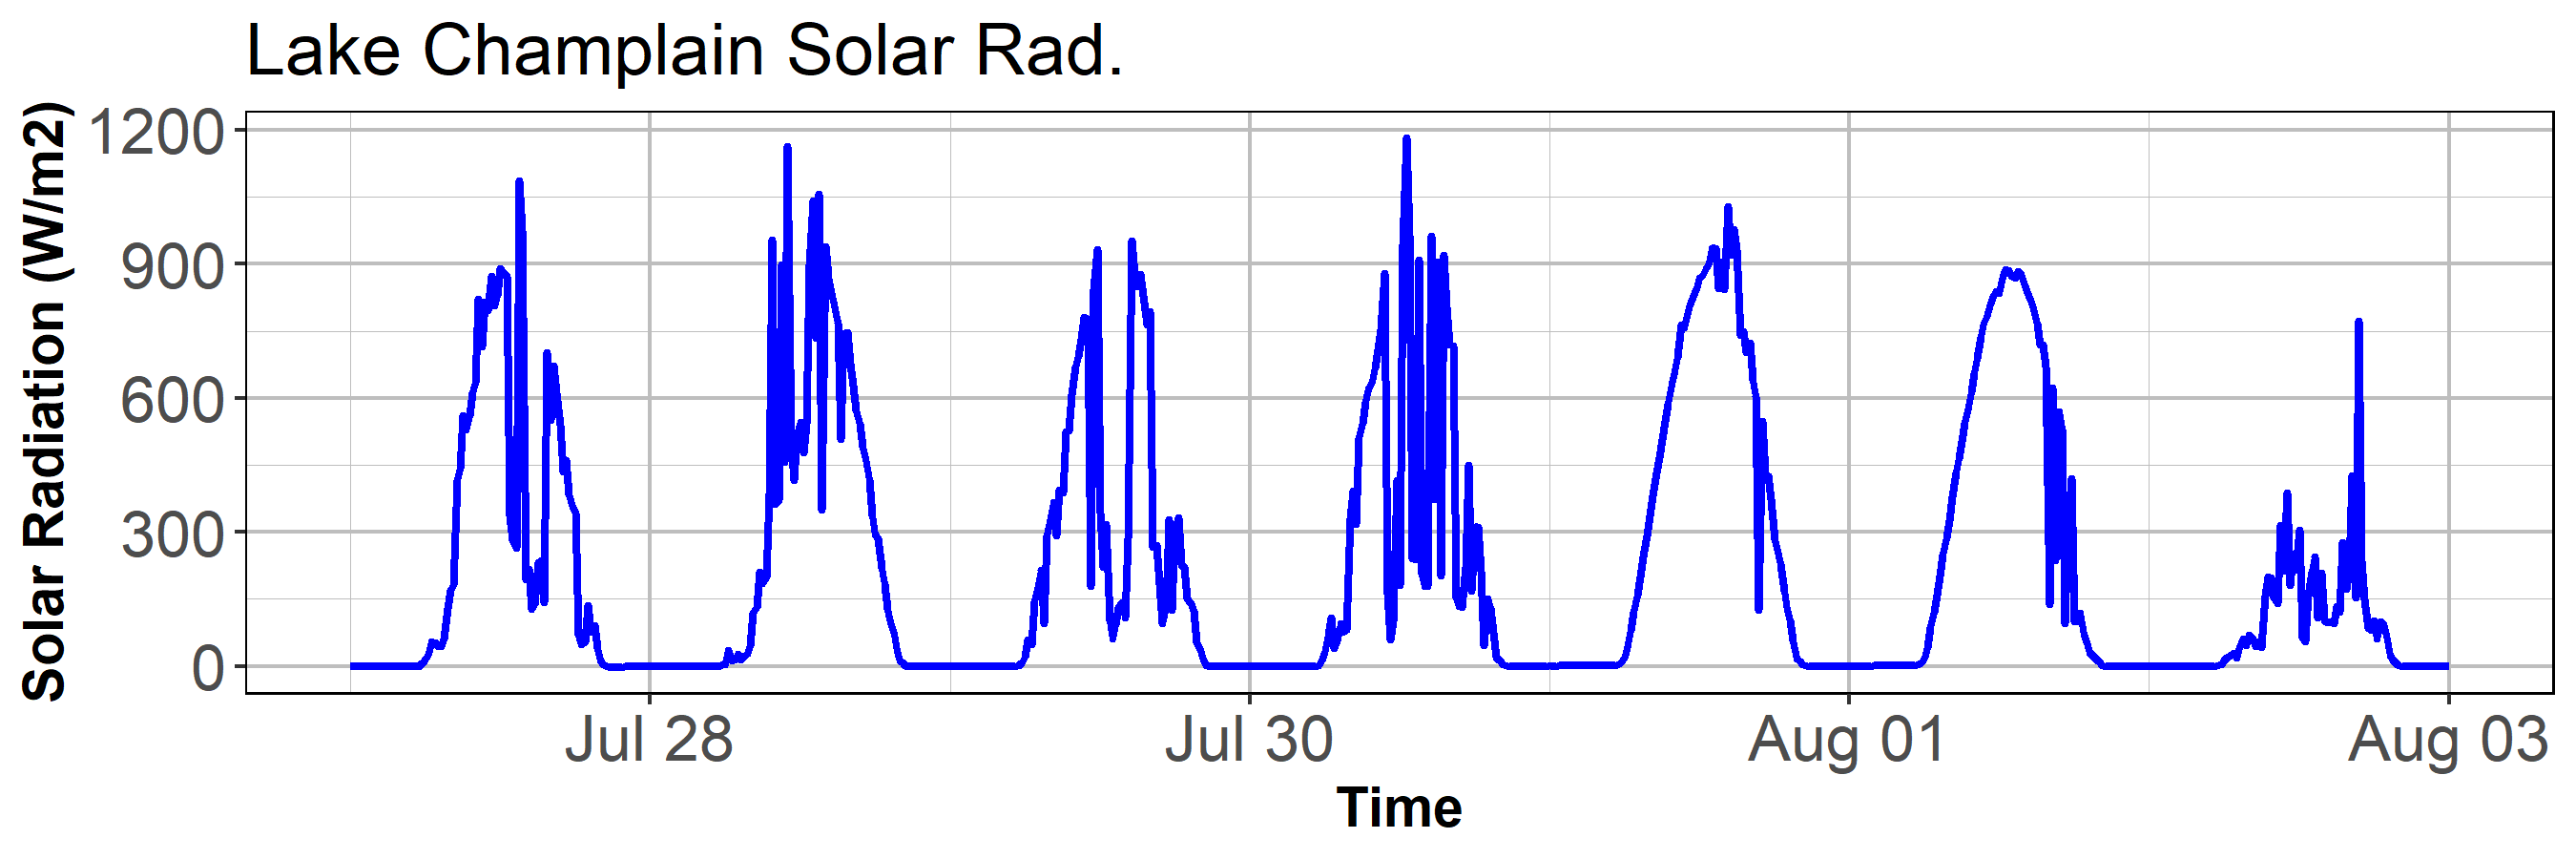 Lake Champlain Solar Rad.
Solar Radiation (W/m2)
1200
900
600
300
0
Jul 28 Jul 30 Aug 01 Aug 03
Time